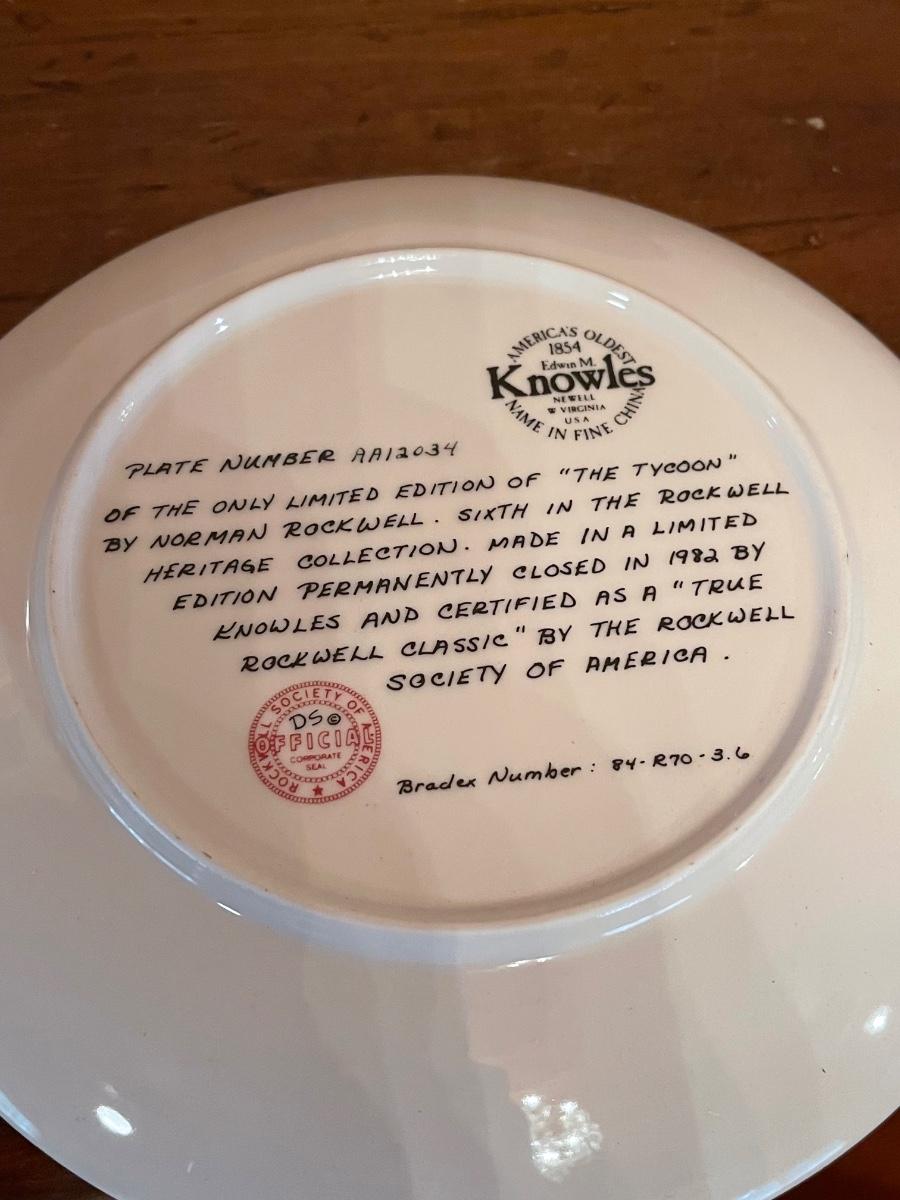 AMERICA'S OLDEST
1854
Edwin M.
Knowles
NEWELL
W VIRGINIA
USA
NAME IN FINE CHINA
PLATE NUMBER AA12034
OF THE ONLY LIMITED EDITION OF "THE TYCOON"
BY NORMAN ROCKWELL. SIXTH IN THE ROCKWELL
HERITAGE COLLECTION. MADE IN A LIMITED
EDITION PERMANENTLY CLOSED IN 1982 BY
KNOWLES AND CERTIFIED AS A "TRUE
ROCKWELL CLASSIC" BY THE ROCKWELL
SOCIETY OF AMERICA.
ROCKWELL SOCIETY OF AMERICA
DS©
OFFICIAL
CORPORATE
SEAL
Bradex Number: 84-R70-3.6